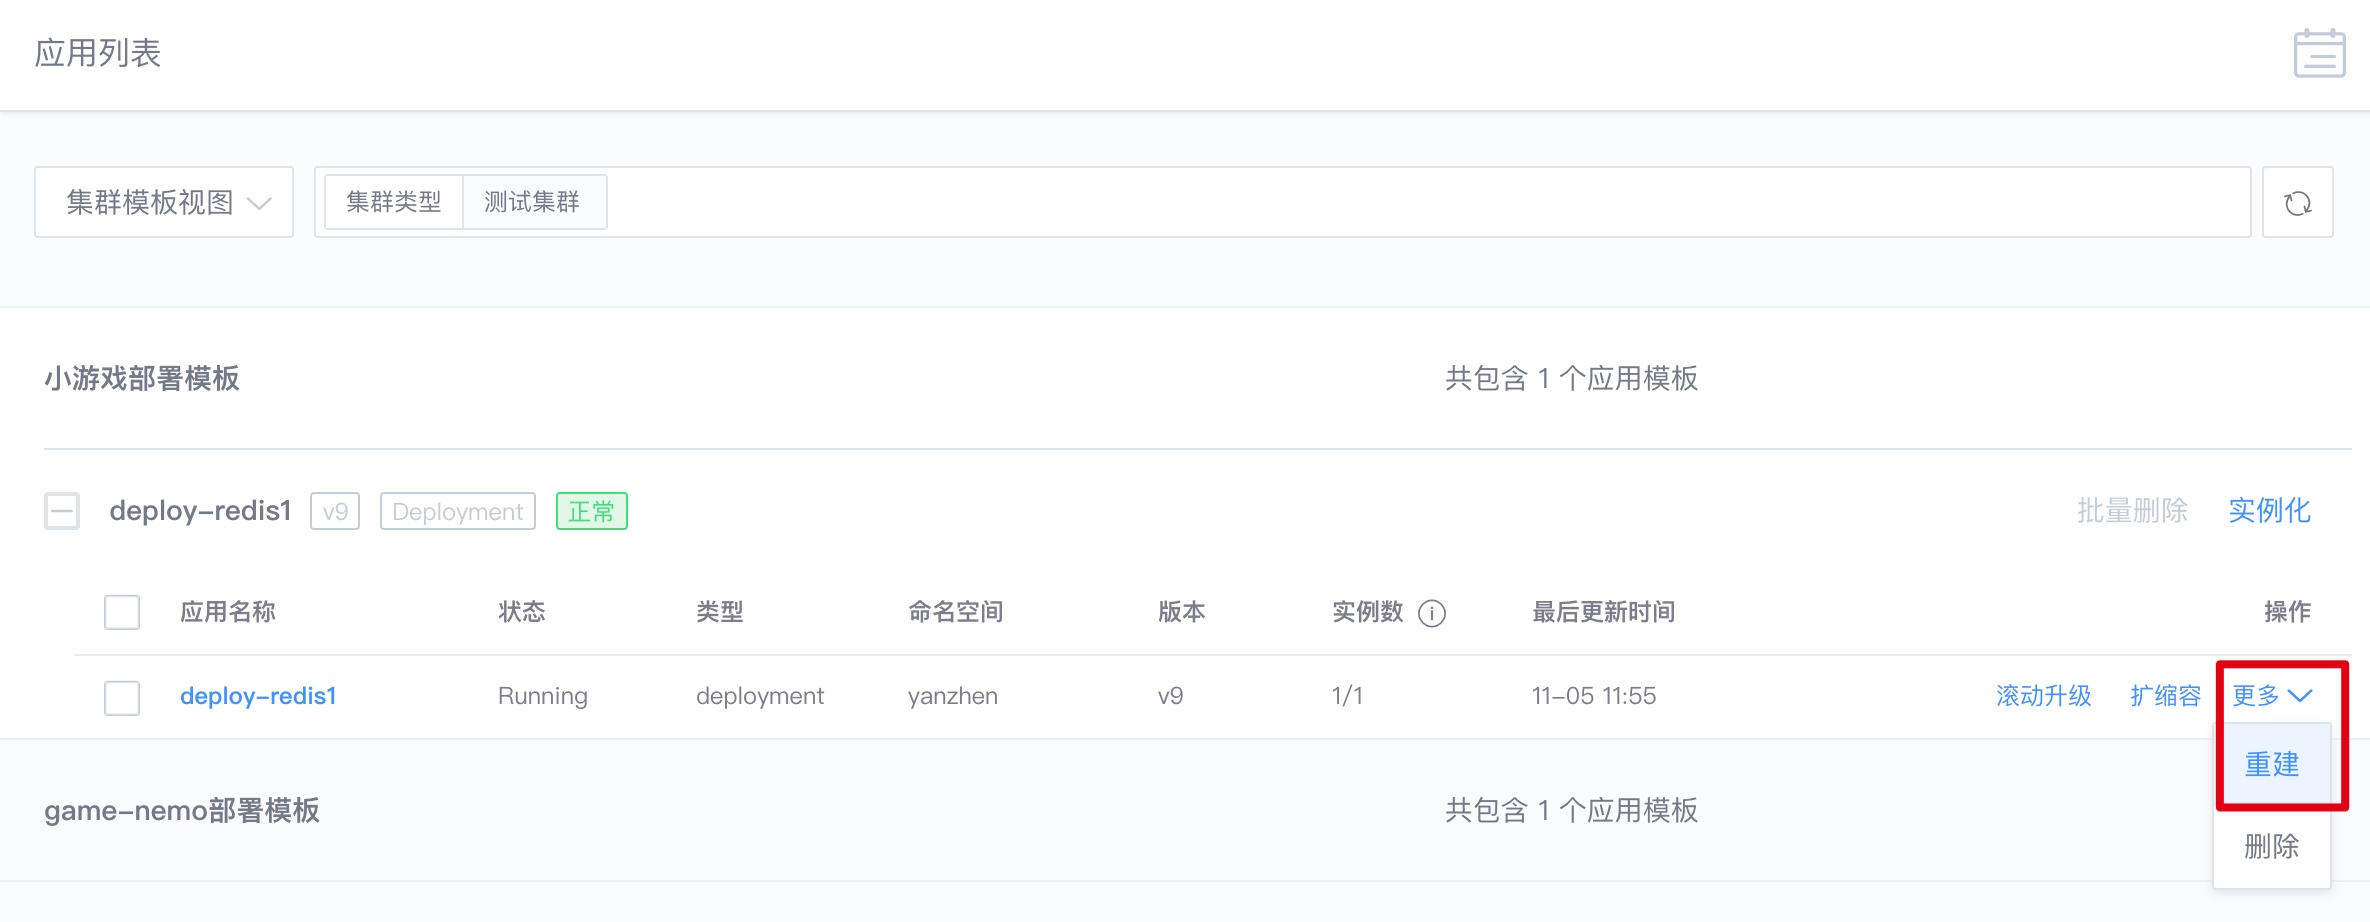 应用列表
集群模板视图 集群类型 测试集群
小游戏部署模板 共包含 1 个应用模板
deploy-redis1 v9 Deployment 正常 批量删除 实例化
应用名称 状态 类型 命名空间 版本 实例数 最后更新时间 操作
deploy-redis1 Running deployment yanzhen v9 1/1 11-05 11:55 滚动升级 扩缩容 更多
重建
game-nemo部署模板 共包含 1 个应用模板
删除